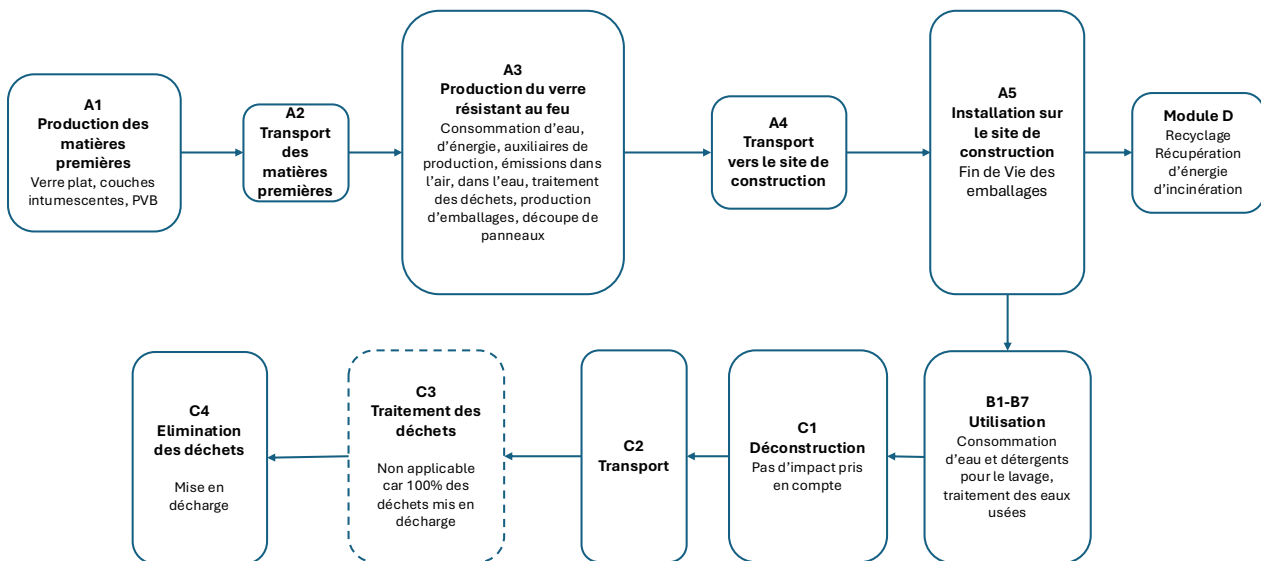 A1
Production des
matières
premières
Verre plat, couches
intumescentes, PVB
A2
Transport
des
matières
premières
A3
Production du verre
résistant au feu
Consommation d'eau,
d'énergie, auxiliaires de
production, émissions dans
l'air, dans l'eau, traitement
des déchets, production
d'emballages, découpe de
panneaux
A4
Transport
vers le site de
construction
A5
Installation sur
le site de
construction
Fin de Vie des
emballages
Module D
Recyclage
Récupération
d'énergie
d'incinération
B1-B7
Utilisation
Consommation
d'eau et détergents
pour le lavage,
traitement des eaux
usées
C1
Déconstruction
Pas d'impact pris
en compte
C2
Transport
C3
Traitement des
déchets
Non applicable
car 100% des
déchets mis en
décharge
C4
Elimination
des déchets
Mise en
décharge